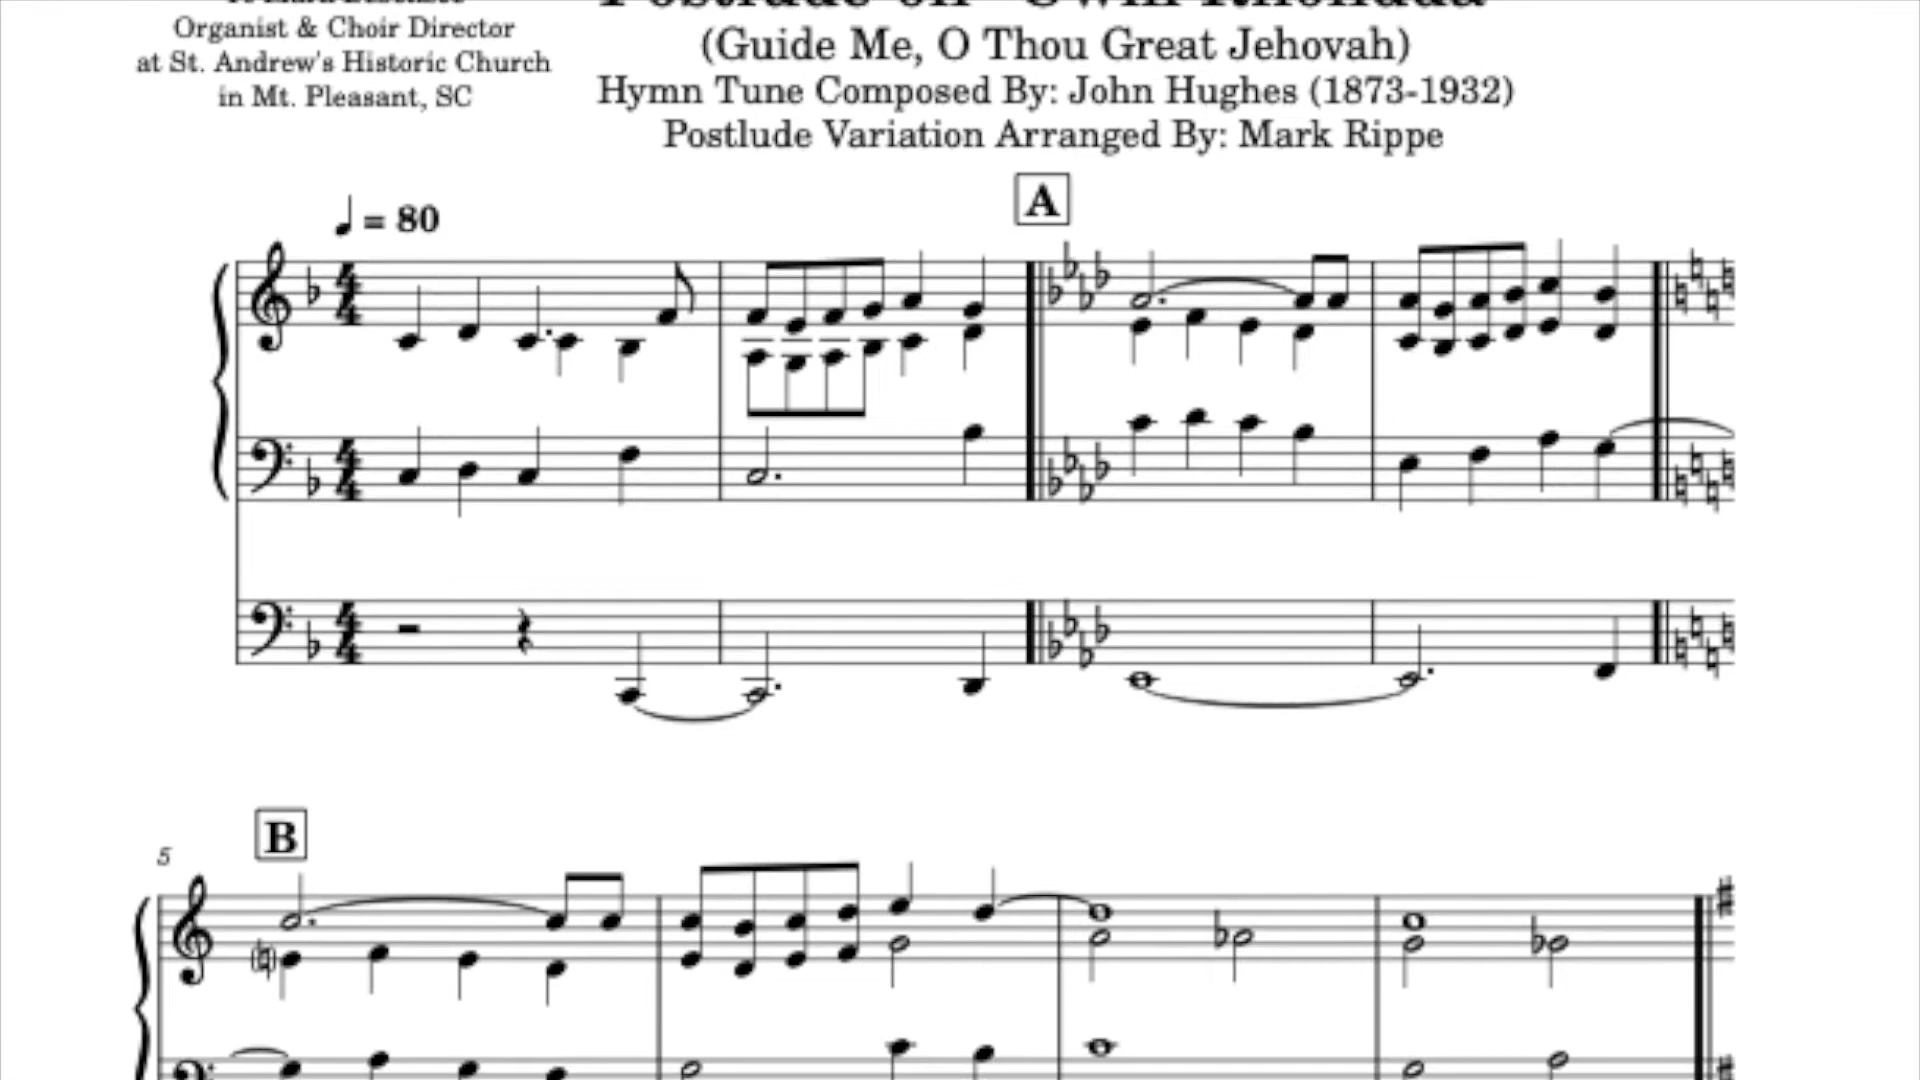 Organist & Choir Director
at St. Andrew's Historic Church
in Mt. Pleasant, SC
(Guide Me, O Thou Great Jehovah)
Hymn Tune Composed By: John Hughes (1873-1932)
Postlude Variation Arranged By: Mark Rippe
A
= 80
B
5